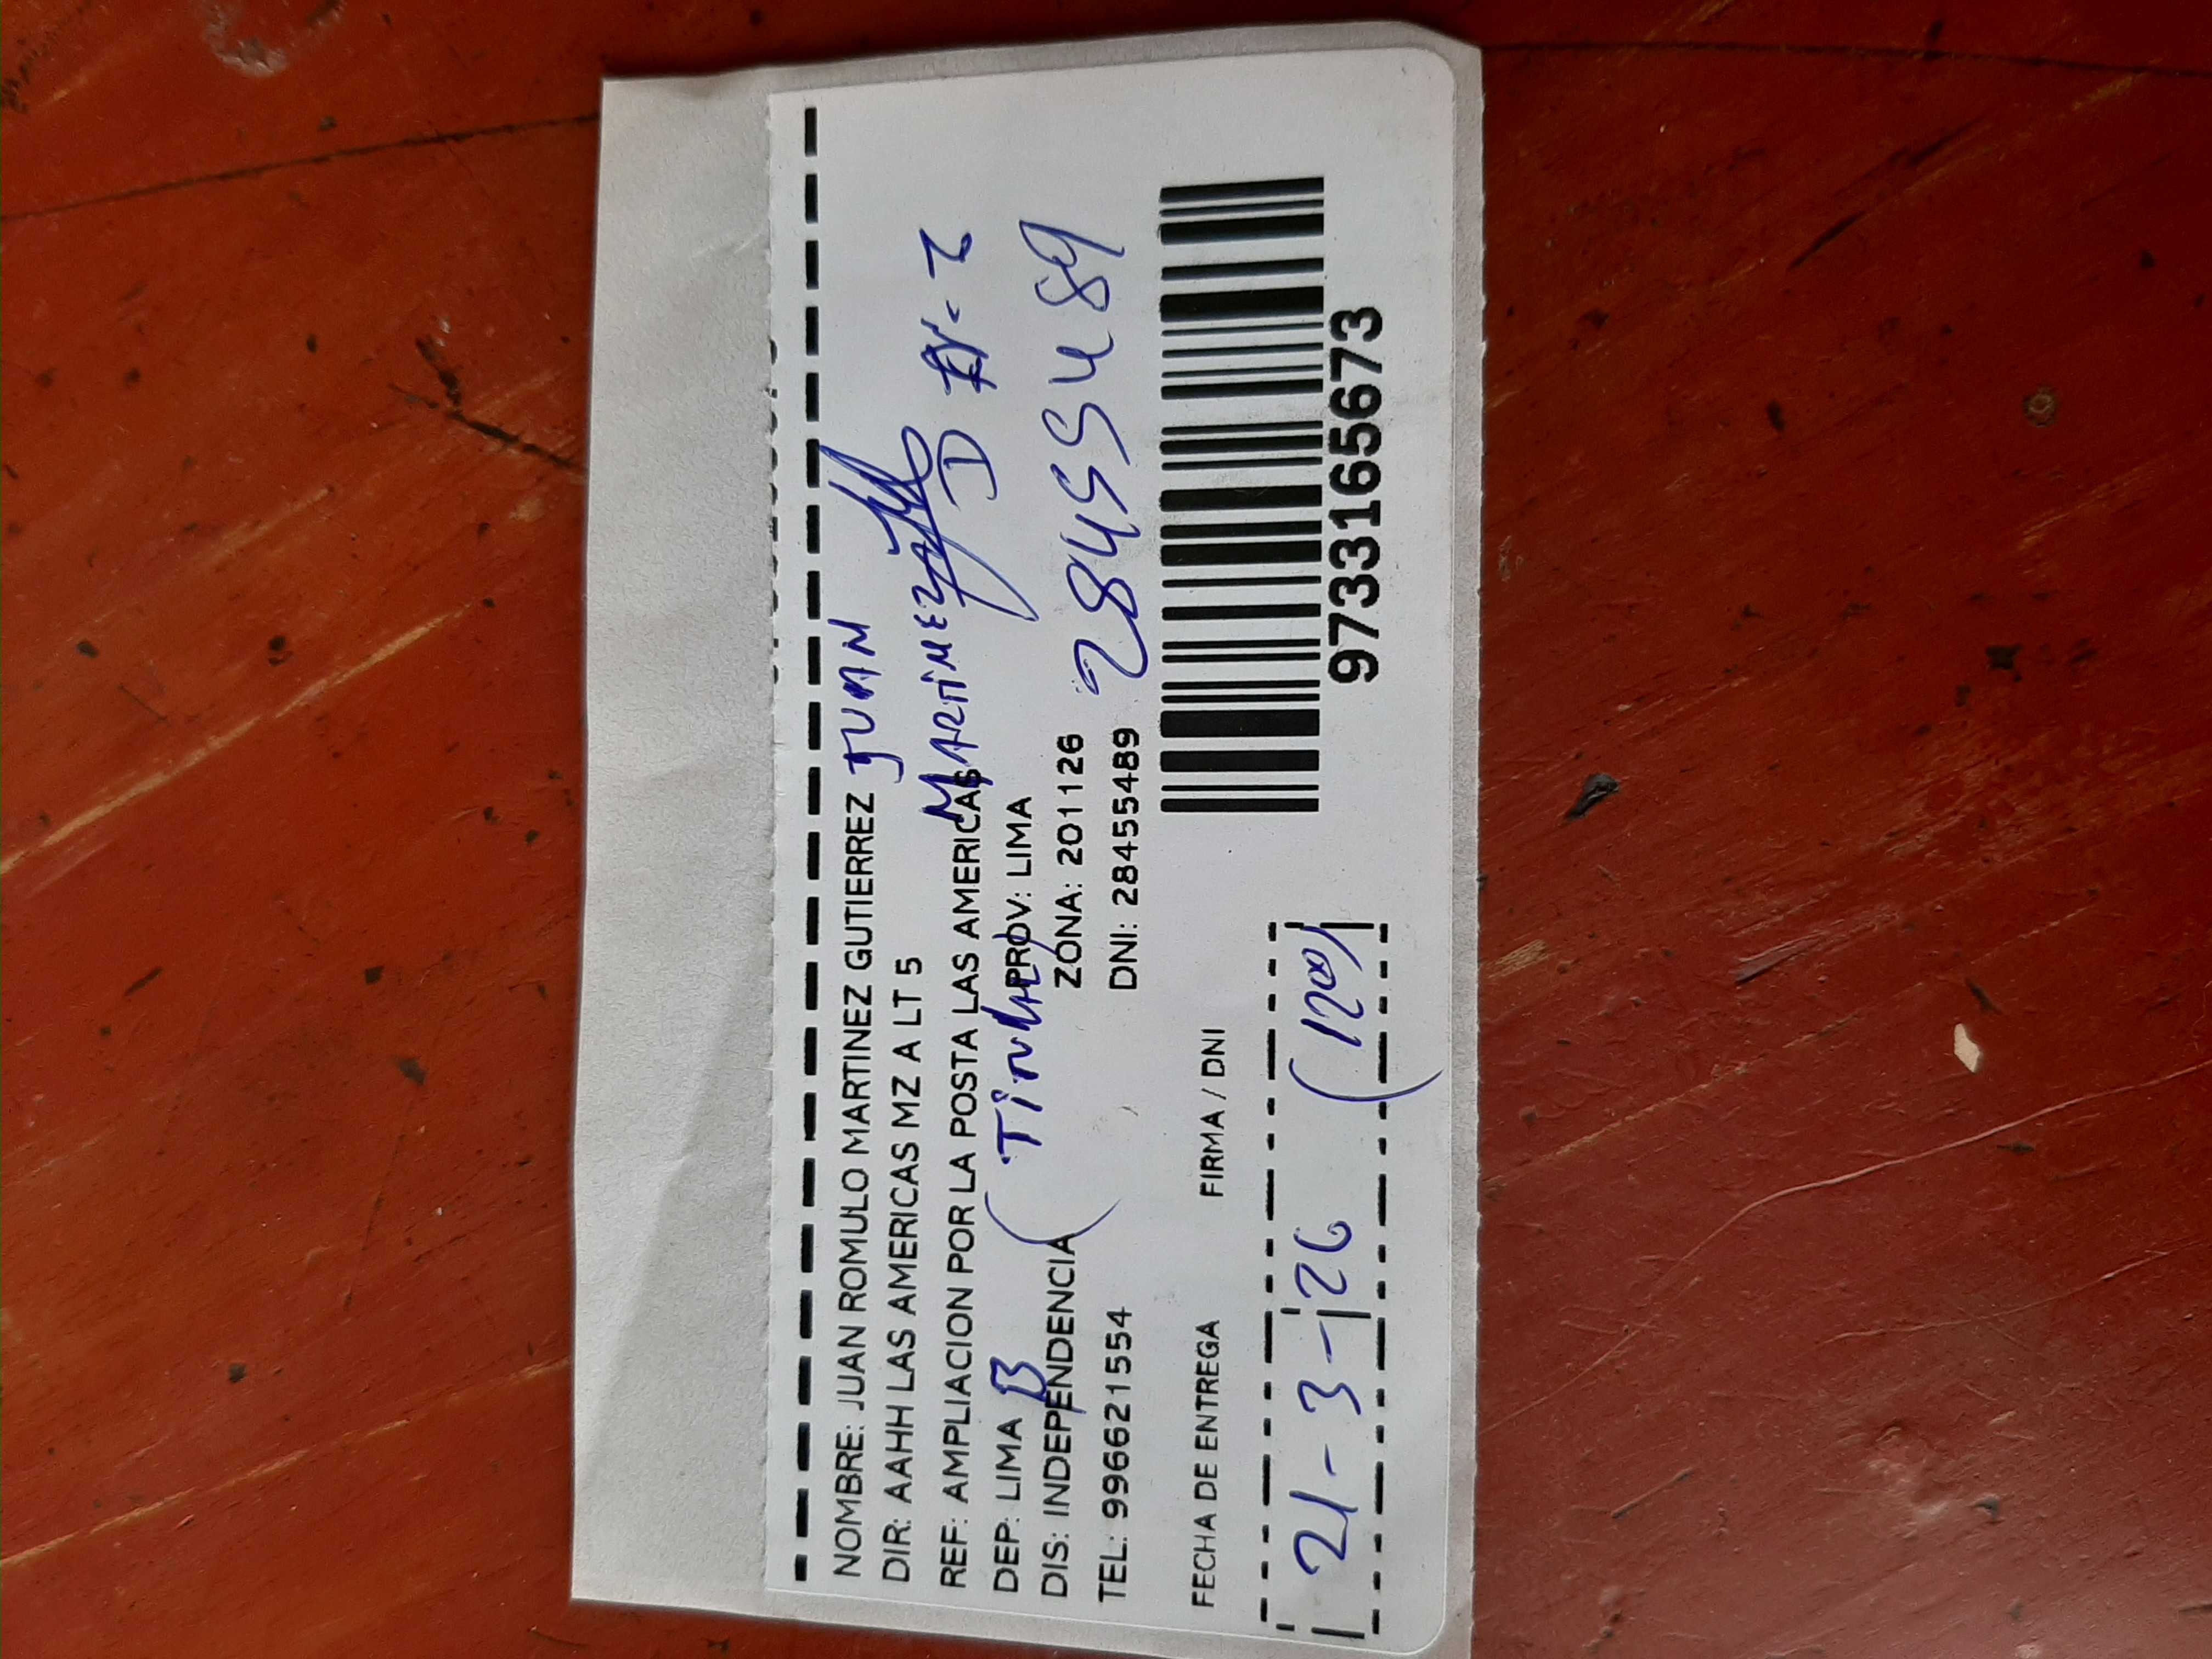 NOMBRE: JUAN ROMULO MARTINEZ GUTIERREZ JUAN
DIR: AAHH LAS AMERICAS MZ A LT 5
MARTINEZ
REF: AMPLIACION POR LA POSTA LAS AMERICAS
DEP: LIMA B PROV: LIMA
(Titular)
DIS: INDEPENDENCIA ZONA: 201126
28455489
TEL: 996621554 DNI: 28455489
9733165673
FECHA DE ENTREGA FIRMA / DNI
21-3-26 (1200)